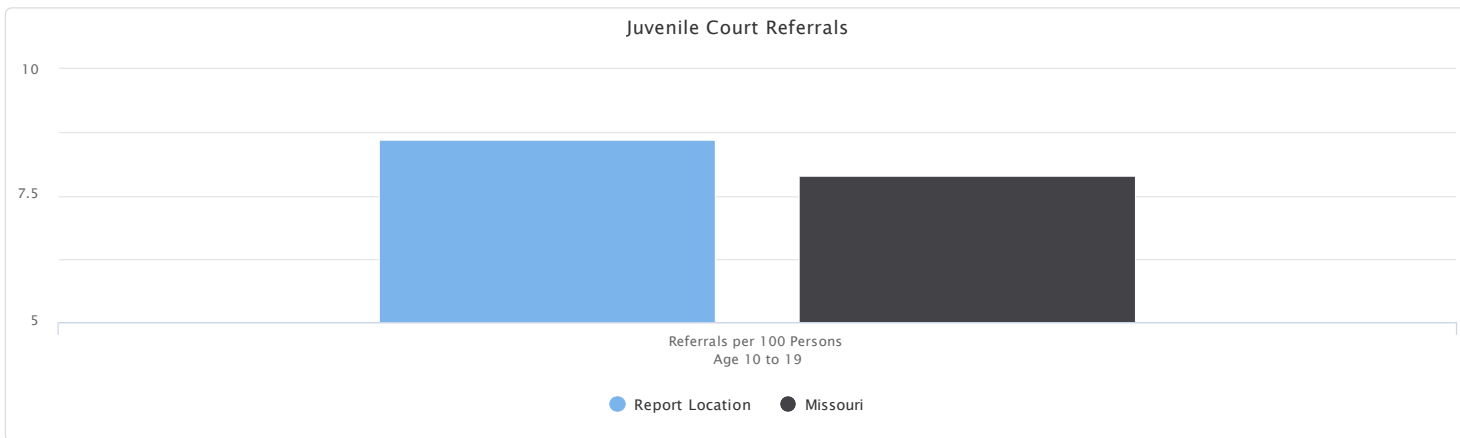 Juvenile Court Referrals
10
7.5
5
Referrals per 100 Persons
Age 10 to 19
Report Location
Missouri